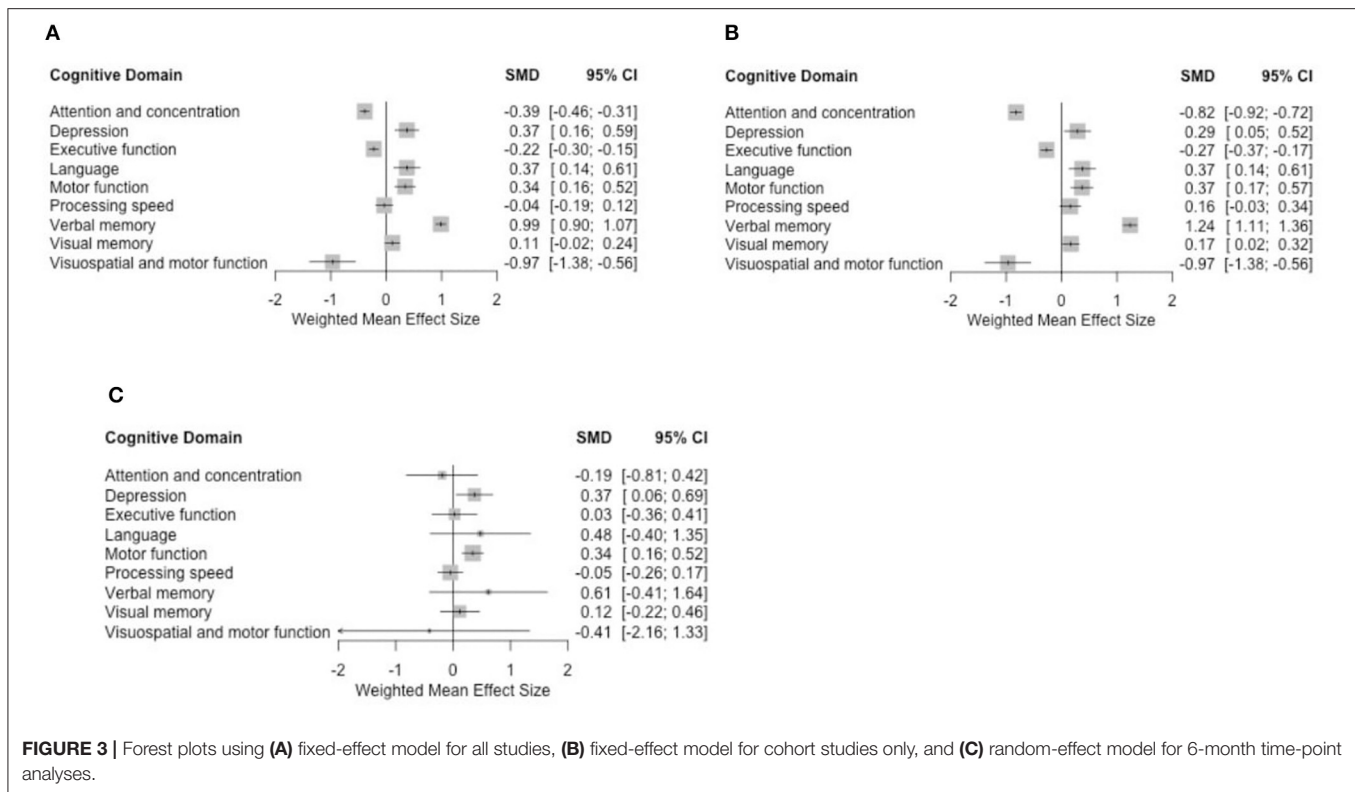 A
Cognitive Domain SMD 95% CI
Attention and concentration -0.39 [-0.46; -0.31]
Depression 0.37 [ 0.16; 0.59]
Executive function -0.22 [-0.30; -0.15]
Language 0.37 [ 0.14; 0.61]
Motor function 0.34 [ 0.16; 0.52]
Processing speed -0.04 [-0.19; 0.12]
Verbal memory 0.99 [ 0.90; 1.07]
Visual memory 0.11 [-0.02; 0.24]
Visuospatial and motor function -0.97 [-1.38; -0.56]
-2 -1 0 1 2
Weighted Mean Effect Size
B
Cognitive Domain SMD 95% CI
Attention and concentration -0.82 [-0.92; -0.72]
Depression 0.29 [ 0.05; 0.52]
Executive function -0.27 [-0.37; -0.17]
Language 0.37 [ 0.14; 0.61]
Motor function 0.37 [ 0.17; 0.57]
Processing speed 0.16 [-0.03; 0.34]
Verbal memory 1.24 [ 1.11; 1.36]
Visual memory 0.17 [ 0.02; 0.32]
Visuospatial and motor function -0.97 [-1.38; -0.56]
-2 -1 0 1 2
Weighted Mean Effect Size
C
Cognitive Domain SMD 95% CI
Attention and concentration -0.19 [-0.81; 0.42]
Depression 0.37 [ 0.06; 0.69]
Executive function 0.03 [-0.36; 0.41]
Language 0.48 [-0.40; 1.35]
Motor function 0.34 [ 0.16; 0.52]
Processing speed -0.05 [-0.26; 0.17]
Verbal memory 0.61 [-0.41; 1.64]
Visual memory 0.12 [-0.22; 0.46]
Visuospatial and motor function -0.41 [-2.16; 1.33]
-2 -1 0 1 2
Weighted Mean Effect Size
FIGURE 3 | Forest plots using (A) fixed-effect model for all studies, (B) fixed-effect model for cohort studies only, and (C) random-effect model for 6-month time-point
analyses.